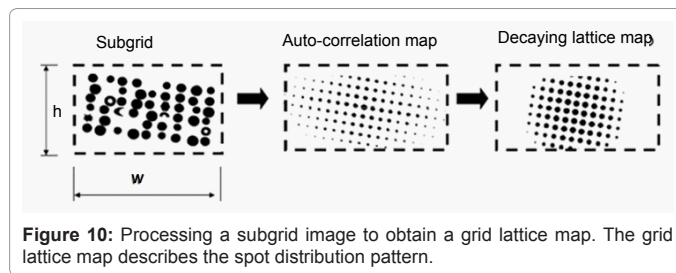 Subgrid
Auto-correlation map
Decaying lattice map
h
w
Figure 10: Processing a subgrid image to obtain a grid lattice map. The grid
lattice map describes the spot distribution pattern.